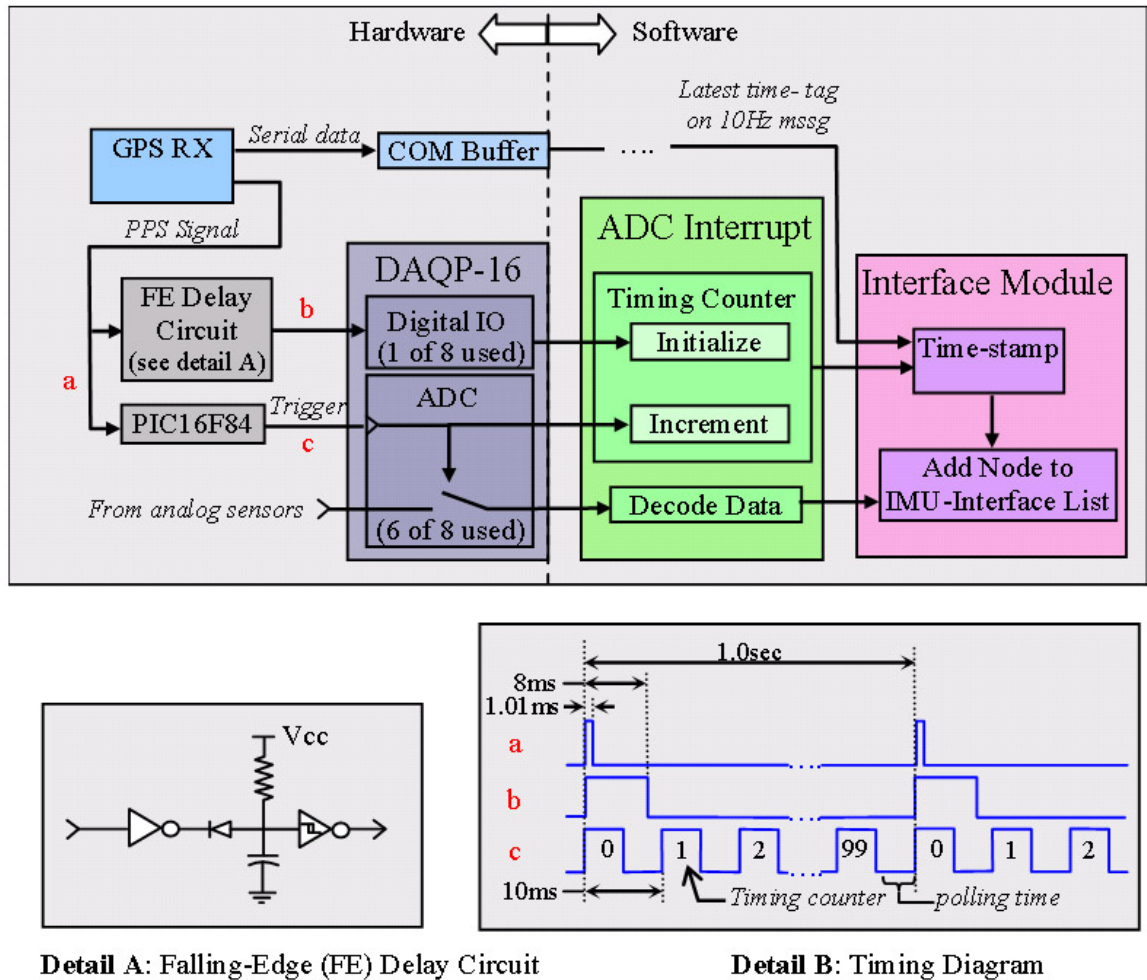 Hardware
Software
Latest time- tag
on 10Hz mssg
GPS RX
Serial data
COM Buffer
....
PPS Signal
ADC Interrupt
DAQP-16
Interface Module
FE Delay
Circuit
(see detail A)
b
Digital IO
(1 of 8 used)
Timing Counter
Initialize
Time-stamp
a
ADC
PIC16F84
Trigger
c
Increment
Add Node to
IMU-Interface List
From analog sensors
(6 of 8 used)
Decode Data
Vcc
1.0sec
8ms
1.01ms
a
b
c
0
1
2
99
0
1
2
10ms
Timing counter
polling time
Detail A: Falling-Edge (FE) Delay Circuit
Detail B: Timing Diagram